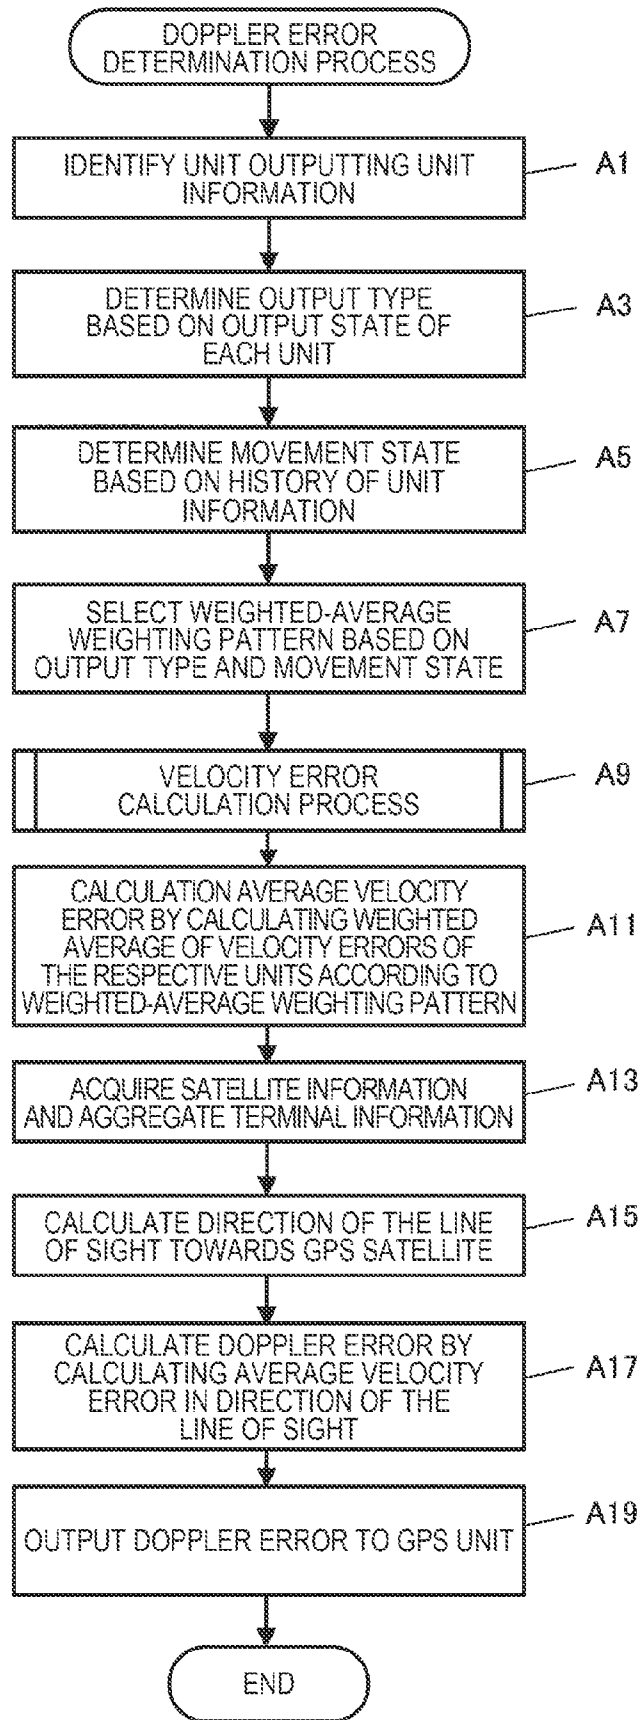 DOPPLER ERROR
DETERMINATION PROCESS
IDENTIFY UNIT OUTPUTTING UNIT
INFORMATION
A1
DETERMINE OUTPUT TYPE
BASED ON OUTPUT STATE OF
EACH UNIT
A3
DETERMINE MOVEMENT STATE
BASED ON HISTORY OF UNIT
INFORMATION
A5
SELECT WEIGHTED-AVERAGE
WEIGHTING PATTERN BASED ON
OUTPUT TYPE AND MOVEMENT STATE
A7
VELOCITY ERROR
CALCULATION PROCESS
A9
CALCULATION AVERAGE VELOCITY
ERROR BY CALCULATING WEIGHTED
AVERAGE OF VELOCITY ERRORS OF
THE RESPECTIVE UNITS ACCORDING TO
WEIGHTED-AVERAGE WEIGHTING PATTERN
A11
ACQUIRE SATELLITE INFORMATION
AND AGGREGATE TERMINAL INFORMATION
A13
CALCULATE DIRECTION OF THE LINE
OF SIGHT TOWARDS GPS SATELLITE
A15
CALCULATE DOPPLER ERROR BY
CALCULATING AVERAGE VELOCITY
ERROR IN DIRECTION OF THE
LINE OF SIGHT
A17
OUTPUT DOPPLER ERROR TO GPS UNIT
A19
END